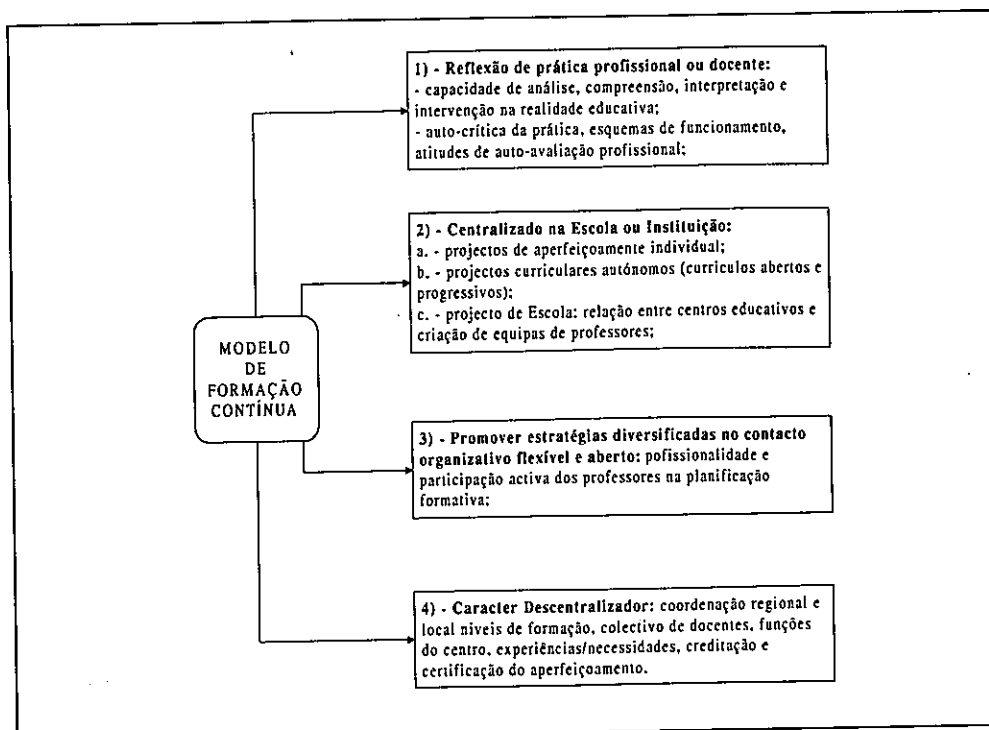 1) - Reflexão de prática profissional ou docente:
- capacidade de análise, compreensão, interpretação e
intervenção na realidade educativa;
- auto-crítica da prática, esquemas de funcionamento,
atitudes de auto-avaliação profissional;
2) - Centralizado na Escola ou Instituição:
a. - projectos de aperfeiçoamente individual;
b. - projectos curriculares autónomos (curriculos abertos e
progressivos);
c. - projecto de Escola: relação entre centros educativos e
criação de equipas de professores;
MODELO
DE
FORMAÇÃO
CONTÍNUA
3) - Promover estratégias diversificadas no contacto
organizativo flexível e aberto: pofissionalidade e
participação activa dos professores na planificação
formativa;
4) - Caracter Descentralizador: coordenação regional e
local niveis de formação, colectivo de docentes, funções
do centro, experiências/necessidades, creditação e
certificação do aperfeiçoamento.